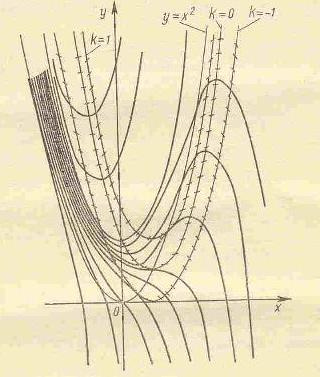 y y=x² k=0 k=-1
k=1
0 x